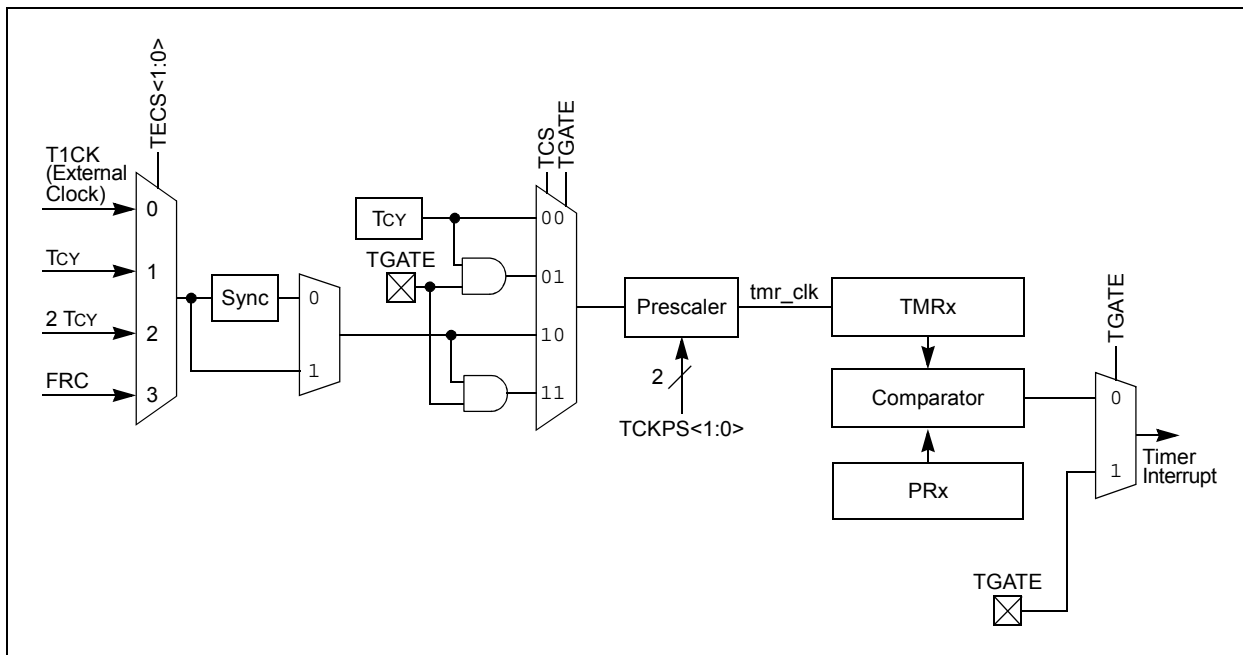 TECS<1:0>
T1CK
(External
Clock)
0
TCY
1
2 TCY
2
FRC
3
Sync
0
1
TCY
TGATE
TCS
TGATE
00
01
10
11
Prescaler
2
TCKPS<1:0>
tmr_clk
TMRx
Comparator
PRx
TGATE
0
1
Timer
Interrupt
TGATE